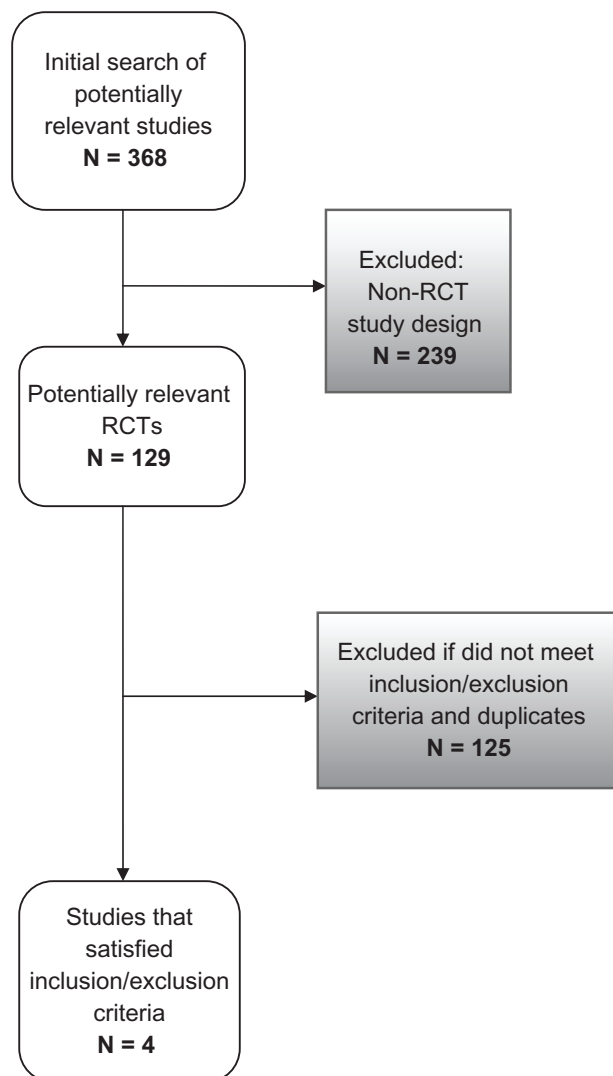 Initial search of
potentially
relevant studies
N = 368
Excluded:
Non-RCT
study design
N = 239
Potentially relevant
RCTs
N = 129
Excluded if did not meet
inclusion/exclusion
criteria and duplicates
N = 125
Studies that
satisfied
inclusion/exclusion
criteria
N = 4